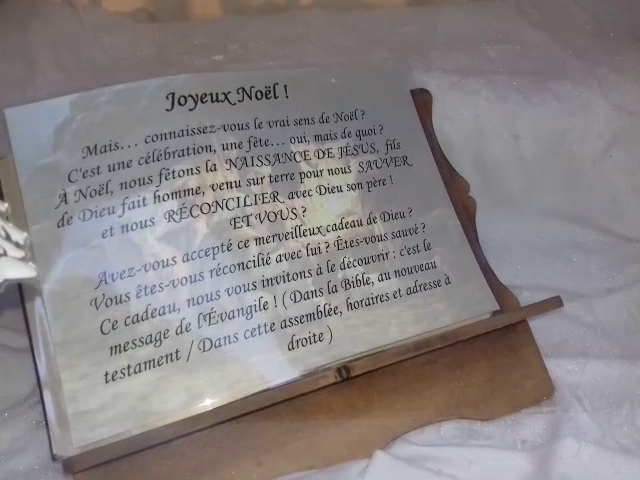 Joyeux Noël !
Mais... connaissez-vous le vrai sens de Noël ?
C'est une célébration, une fête... oui, mais de quoi ?
À Noël, nous fêtons la NAISSANCE DE JÉSUS, fils
de Dieu fait homme, venu sur terre pour nous SAUVER
et nous RÉCONCILIER avec Dieu son père !
ET VOUS ?
Avez-vous accepté ce merveilleux cadeau de Dieu ?
Vous êtes-vous réconcilié avec lui ? Êtes-vous sauvé ?
Ce cadeau, nous vous invitons à le découvrir : c'est le
message de l'Évangile ! ( Dans la Bible, au nouveau
testament / Dans cette assemblée, horaires et adresse à
droite )